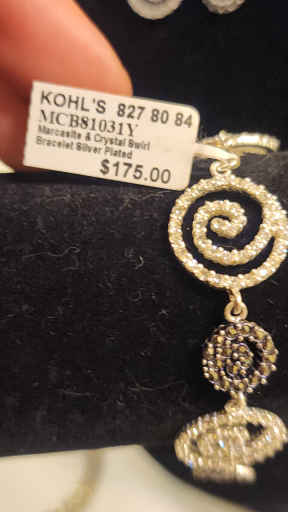 KOHL'S 827 80 84
MCB81031Y
Marcasite & Crystal Swirl
Bracelet Silver Plated
$175.00